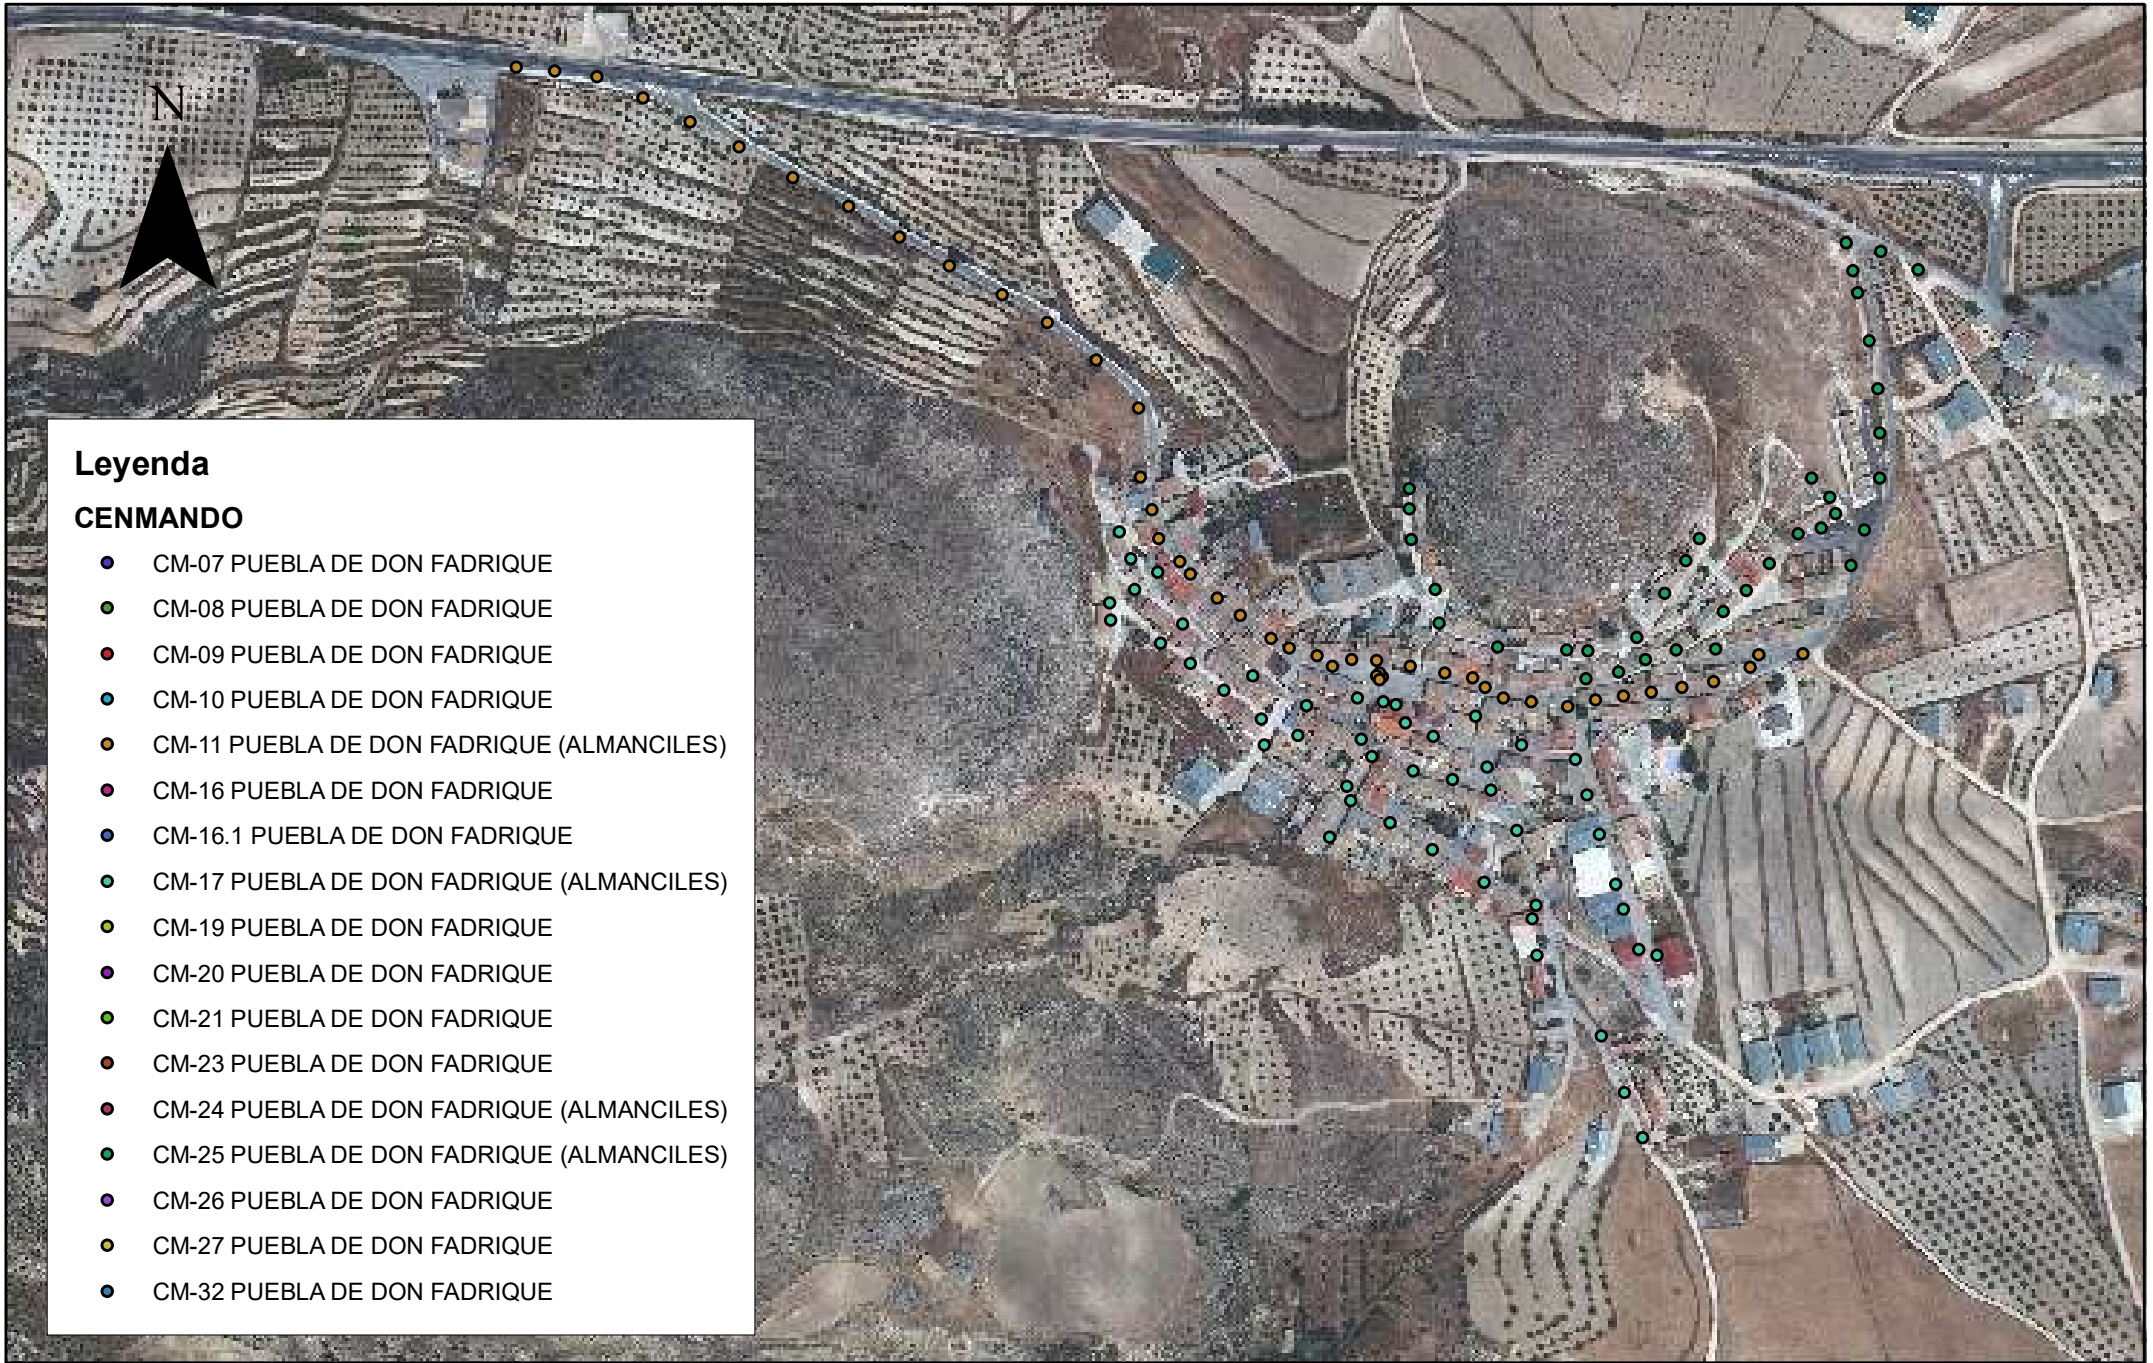 N
Leyenda
CENMANDO
CM-07 PUEBLA DE DON FADRIQUE
CM-08 PUEBLA DE DON FADRIQUE
CM-09 PUEBLA DE DON FADRIQUE
CM-10 PUEBLA DE DON FADRIQUE
CM-11 PUEBLA DE DON FADRIQUE (ALMANCILES)
CM-16 PUEBLA DE DON FADRIQUE
CM-16.1 PUEBLA DE DON FADRIQUE
CM-17 PUEBLA DE DON FADRIQUE (ALMANCILES)
CM-19 PUEBLA DE DON FADRIQUE
CM-20 PUEBLA DE DON FADRIQUE
CM-21 PUEBLA DE DON FADRIQUE
CM-23 PUEBLA DE DON FADRIQUE
CM-24 PUEBLA DE DON FADRIQUE (ALMANCILES)
CM-25 PUEBLA DE DON FADRIQUE (ALMANCILES)
CM-26 PUEBLA DE DON FADRIQUE
CM-27 PUEBLA DE DON FADRIQUE
CM-32 PUEBLA DE DON FADRIQUE